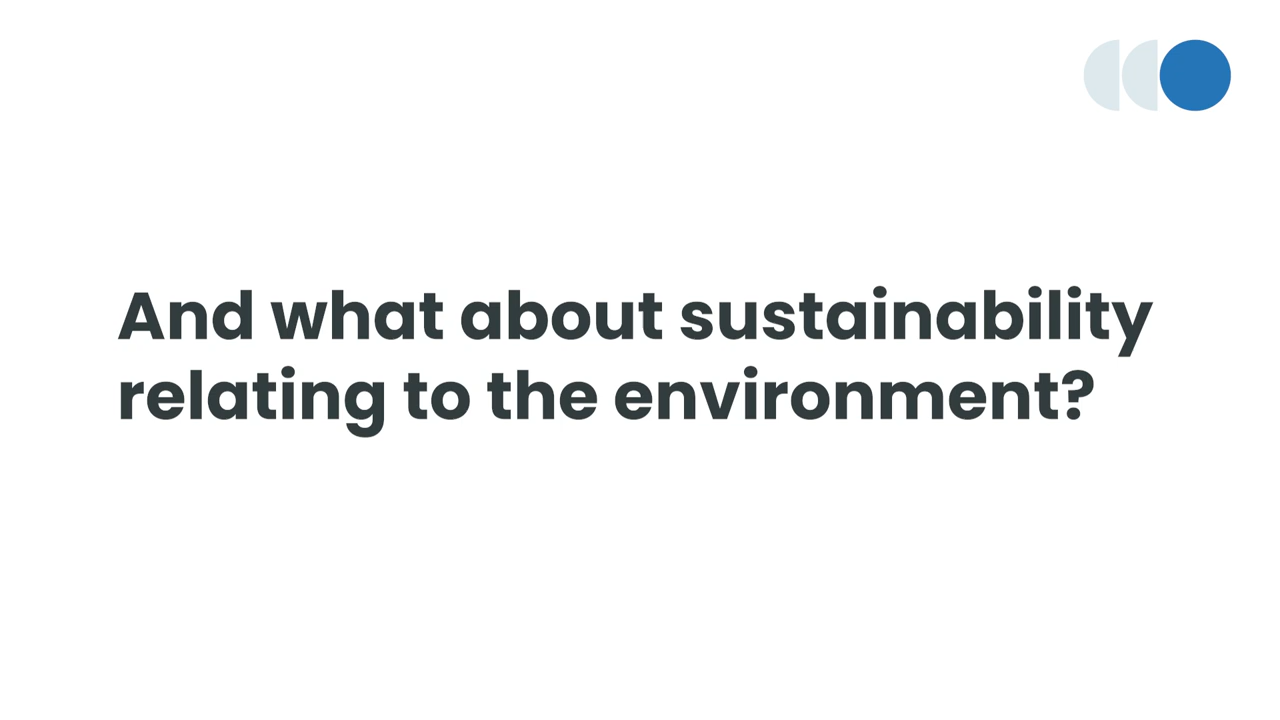 And what about sustainability
relating to the environment?